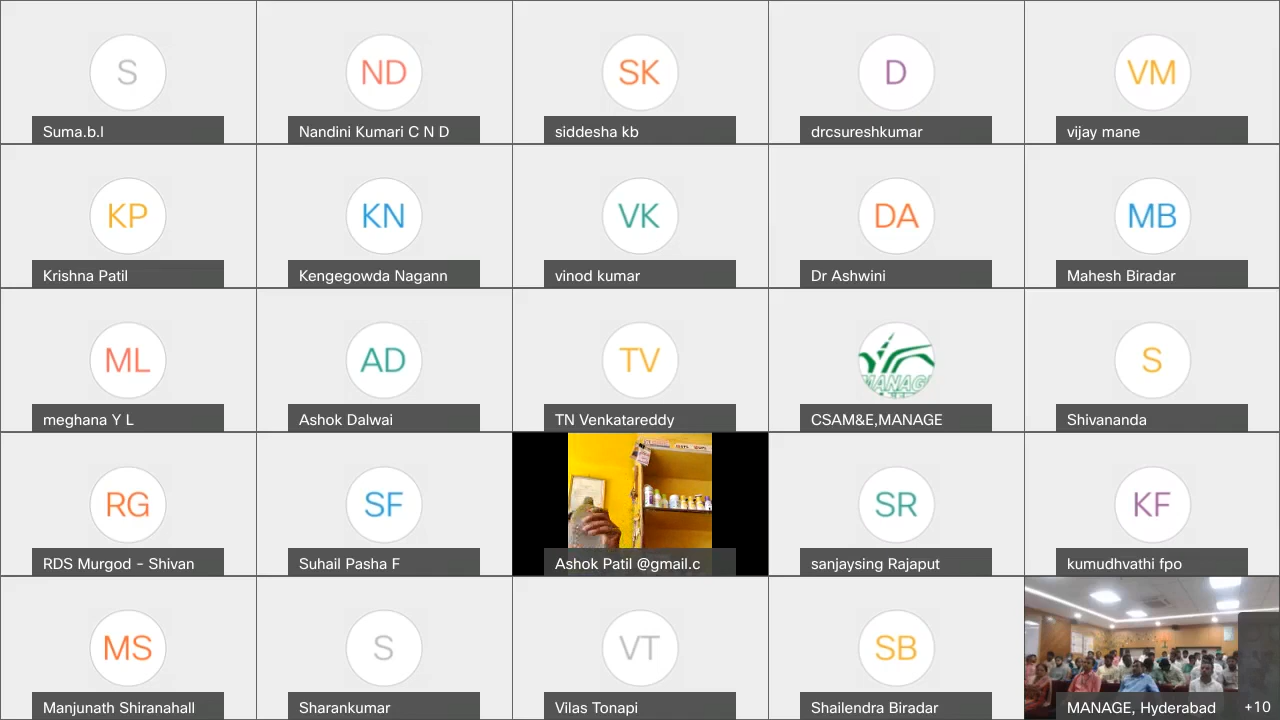 S
ND
SK
D
VM
Suma.b.l
Nandini Kumari C N D
siddesha kb
drcsureshkumar
vijay mane
KP
KN
VK
DA
MB
Krishna Patil
Kengegowda Nagann
vinod kumar
Dr Ashwini
Mahesh Biradar
ML
AD
TV
MANAGE
S
meghana Y L
Ashok Dalwai
TN Venkatareddy
CSAM&E,MANAGE
Shivananda
RG
SF
SR
KF
RDS Murgod - Shivan
Suhail Pasha F
Ashok Patil @gmail.c
sanjaysing Rajaput
kumudhvathi fpo
MS
S
VT
SB
Manjunath Shiranahall
Sharankumar
Vilas Tonapi
Shailendra Biradar
MANAGE, Hyderabad
+10